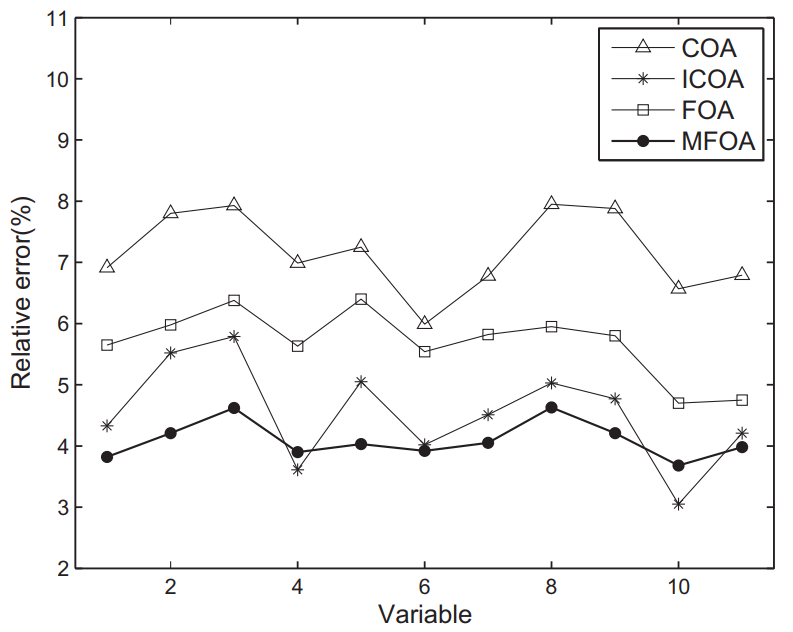 11
10
9
8
7
6
5
4
3
2
Relative error(%)
COA
ICOA
FOA
MFOA
2 4 6 8 10
Variable